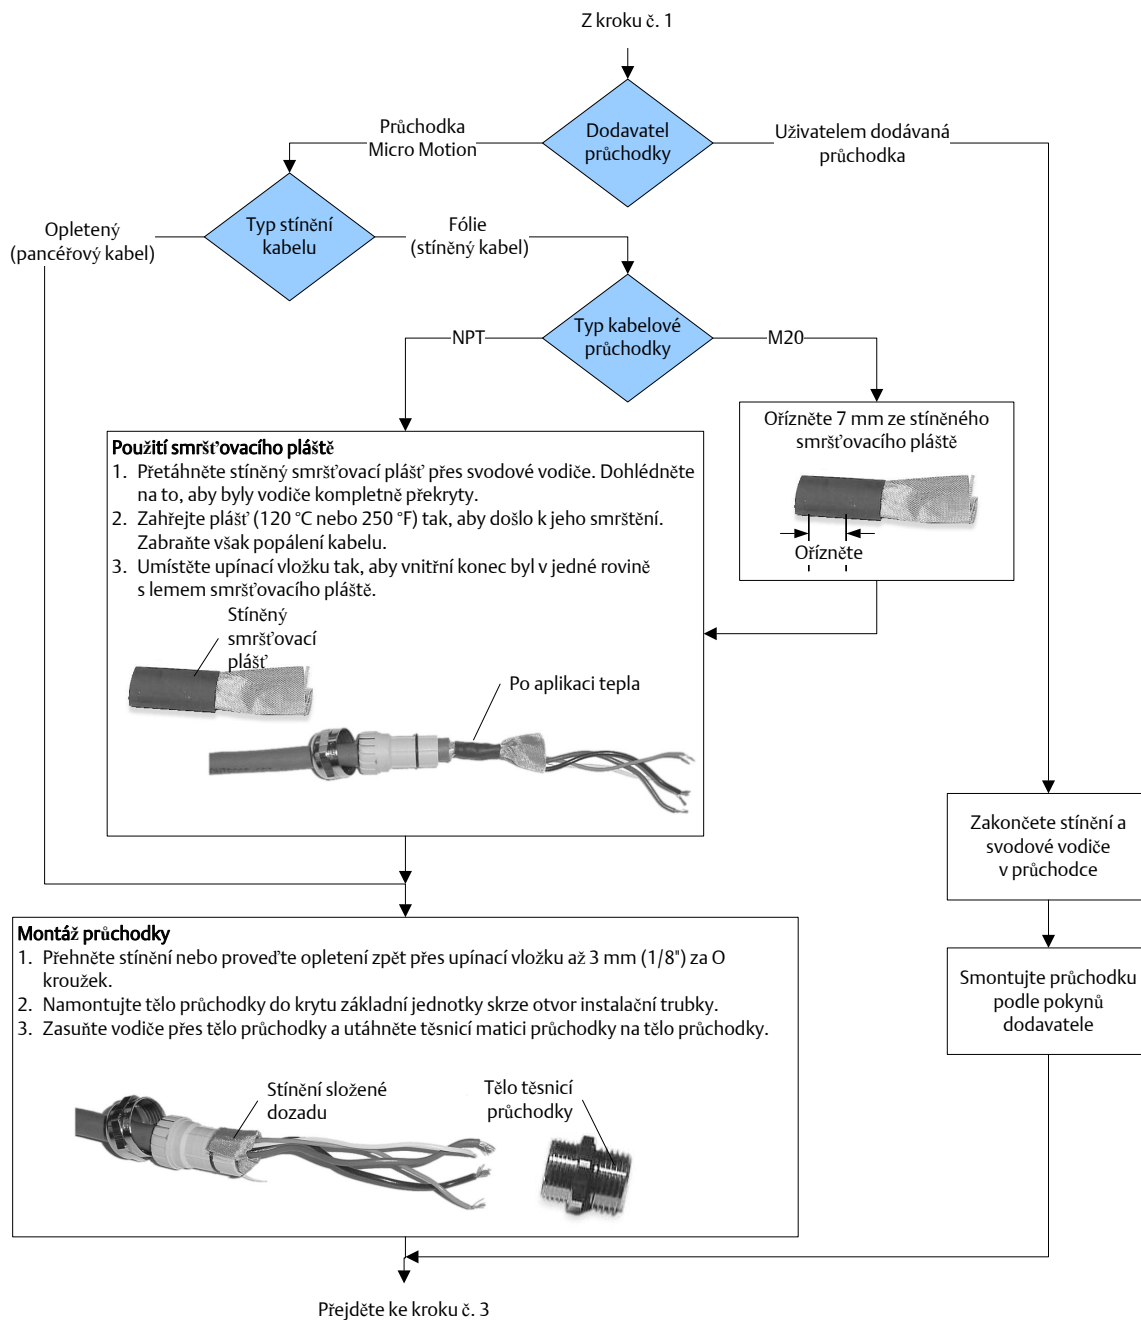 Z kroku č. 1
Dodavatel
průchodky
Průchodka
Micro Motion
Uživatelem dodávaná
průchodka
Typ stínění
kabelu
Opletený
(pancéřový kabel)
Fólie
(stíněný kabel)
Typ kabelové
průchodky
NPT
M20
Ořízněte 7 mm ze stíněného
smršťovacího pláště
Ořízněte
Použití smršťovacího pláště
1. Přetáhněte stíněný smršťovací plášť přes svodové vodiče. Dohlédněte
na to, aby byly vodiče kompletně překryty.
2. Zahřejte plášť (120 °C nebo 250 °F) tak, aby došlo k jeho smrštění.
Zabraňte však popálení kabelu.
3. Umístěte upínací vložku tak, aby vnitřní konec byl v jedné rovině
s lemem smršťovacího pláště.
Stíněný
smršťovací
plášť
Po aplikaci tepla
Zakončete stínění a
svodové vodiče
v průchodce
Montáž průchodky
1. Přehněte stínění nebo proveďte opletení zpět přes upínací vložku až 3 mm (1/8") za O
kroužek.
2. Namontujte tělo průchodky do krytu základní jednotky skrze otvor instalační trubky.
3. Zasuňte vodiče přes tělo průchodky a utáhněte těsnicí matici průchodky na tělo průchodky.
Stínění složené
dozadu
Tělo těsnicí
průchodky
Smontujte průchodku
podle pokynů
dodavatele
Přejděte ke kroku č. 3